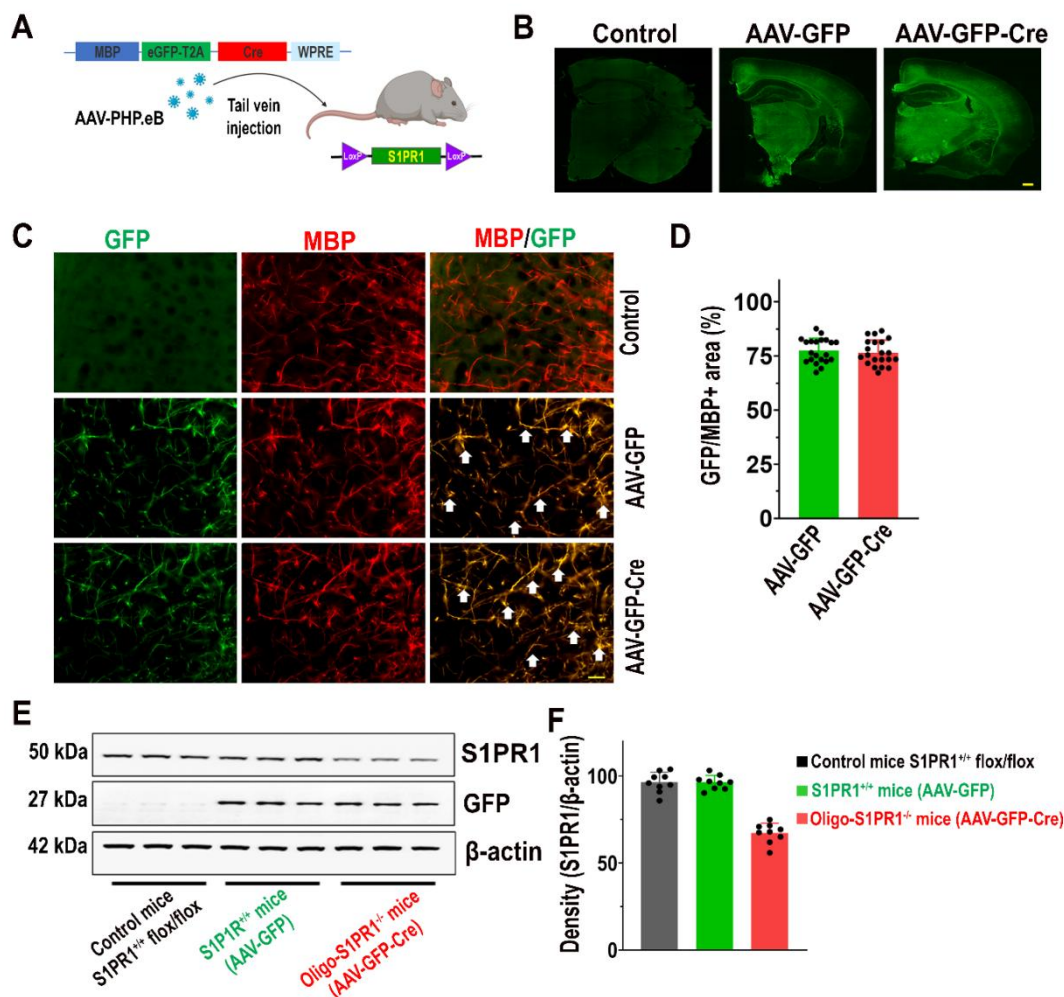 A
MBP eGFP-T2A Cre WPRE
AAV-PHP.eB
Tail vein
injection
LoxP S1PR1 LoxP
B
Control AAV-GFP AAV-GFP-Cre
C
GFP MBP MBP/GFP
Control
AAV-GFP
AAV-GFP-Cre
D
GFP/MBP+ area (%)
100
75
50
25
0
AAV-GFP
AAV-GFP-Cre
E
50 kDa S1PR1
27 kDa GFP
42 kDa β-actin
Control mice
S1PR1+/+ flox/flox
S1P1R+/+ mice
(AAV-GFP)
Oligo-S1PR1-/- mice
(AAV-GFP-Cre)
F
Density (S1PR1/β-actin)
100
50
0
Control mice S1PR1+/+ flox/flox
S1PR1+/+ mice (AAV-GFP)
Oligo-S1PR1-/- mice (AAV-GFP-Cre)